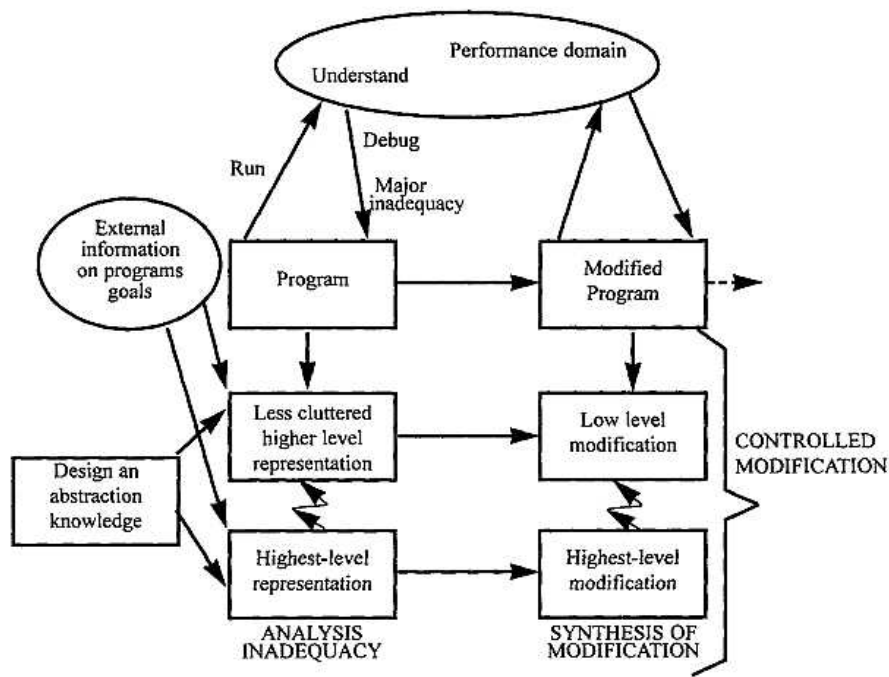 Performance domain
Understand
Debug
Run
Major
inadequacy
External
information
on programs
goals
Program
Modified
Program
Less cluttered
higher level
representation
Low level
modification
CONTROLLED
MODIFICATION
Design an
abstraction
knowledge
Highest-level
representation
Highest-level
modification
ANALYSIS
INADEQUACY
SYNTHESIS OF
MODIFICATION